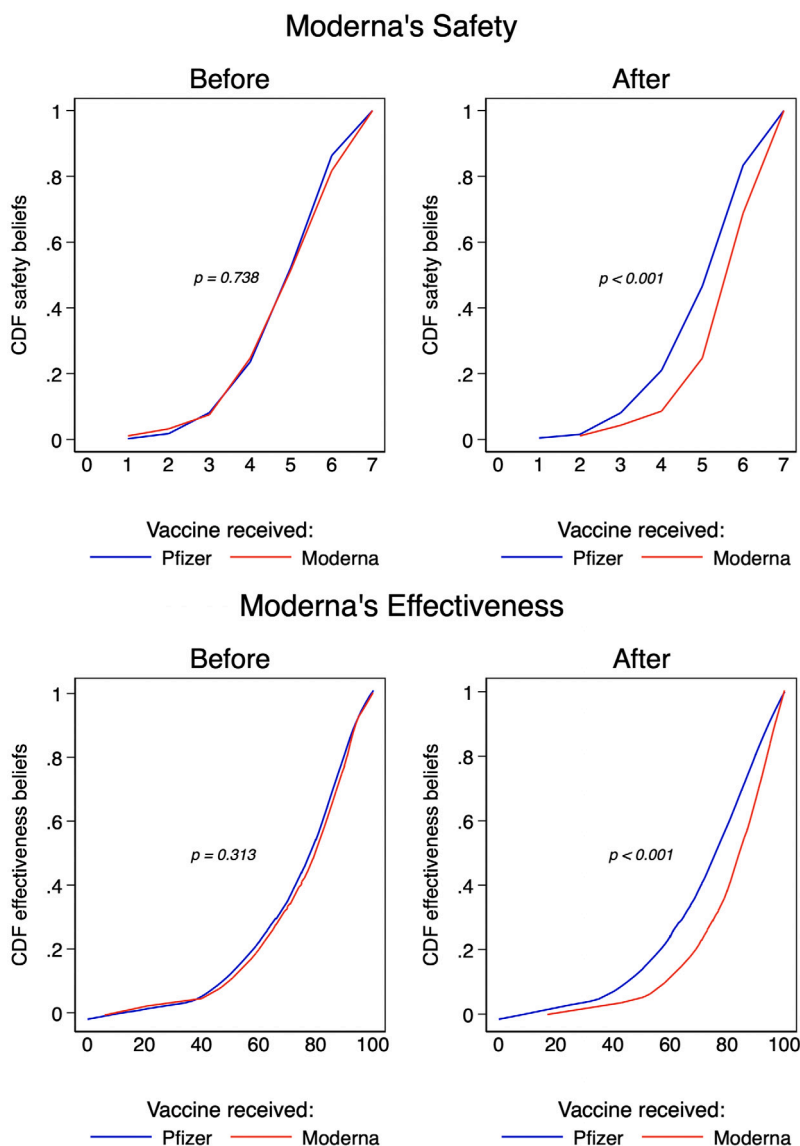 Moderna's Safety
Before
After
CDF safety beliefs
1
.8
.6
.4
.2
0
p = 0.738
0 1 2 3 4 5 6 7
Vaccine received:
Pfizer Moderna
CDF safety beliefs
1
.8
.6
.4
.2
0
p < 0.001
0 1 2 3 4 5 6 7
Vaccine received:
Pfizer Moderna
Moderna's Effectiveness
Before
After
CDF effectiveness beliefs
1
.8
.6
.4
.2
0
p = 0.313
0 20 40 60 80 100
Vaccine received:
Pfizer Moderna
CDF effectiveness beliefs
1
.8
.6
.4
.2
0
p < 0.001
0 20 40 60 80 100
Vaccine received:
Pfizer Moderna